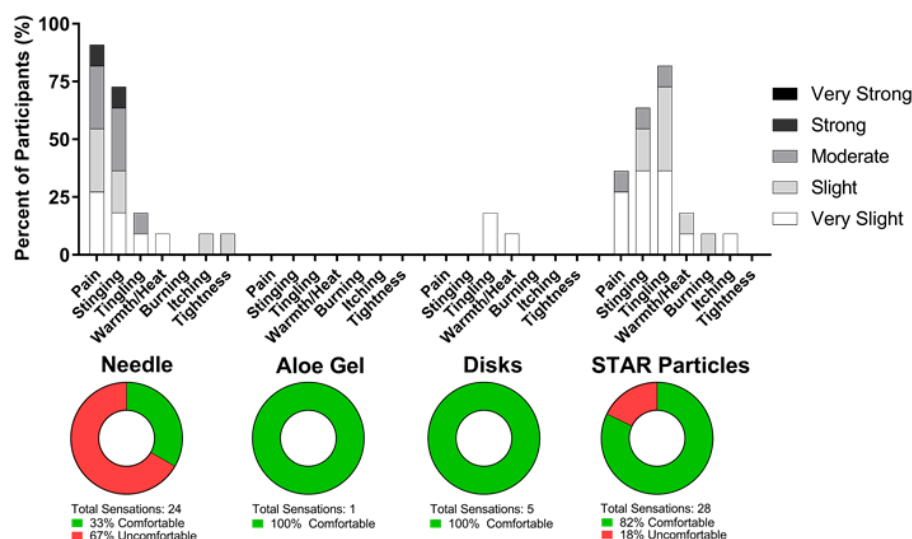 Percent of Participants (%)
100
75
50
25
0
Very Strong
Strong
Moderate
Slight
Very Slight
Pain
Stinging
Tingling
Warmth/Heat
Burning
Itching
Tightness
Pain
Stinging
Tingling
Warmth/Heat
Burning
Itching
Tightness
Pain
Stinging
Tingling
Warmth/Heat
Burning
Itching
Tightness
Pain
Stinging
Tingling
Warmth/Heat
Burning
Itching
Tightness
Needle
Aloe Gel
Disks
STAR Particles
Total Sensations: 24
33% Comfortable
67% Uncomfortable
Total Sensations: 1
100% Comfortable
Total Sensations: 5
100% Comfortable
Total Sensations: 28
82% Comfortable
18% Uncomfortable